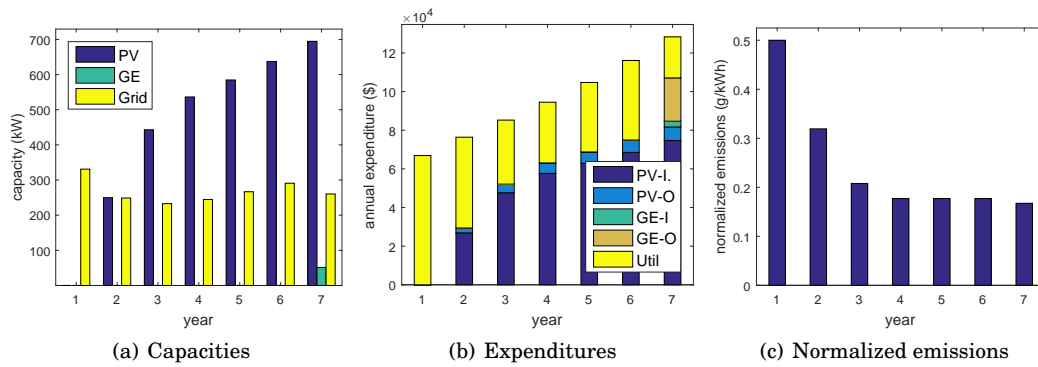 700
600
500
400
300
200
100
capacity (kW)
PV
GE
Grid
1 2 3 4 5 6 7
year
(a) Capacities
×10⁴
12
10
8
6
4
2
0
annual expenditure ($)
PV-I.
PV-O
GE-I
GE-O
Util
1 2 3 4 5 6 7
year
(b) Expenditures
0.5
0.4
0.3
0.2
0.1
0
normalized emissions (g/kWh)
1 2 3 4 5 6 7
year
(c) Normalized emissions